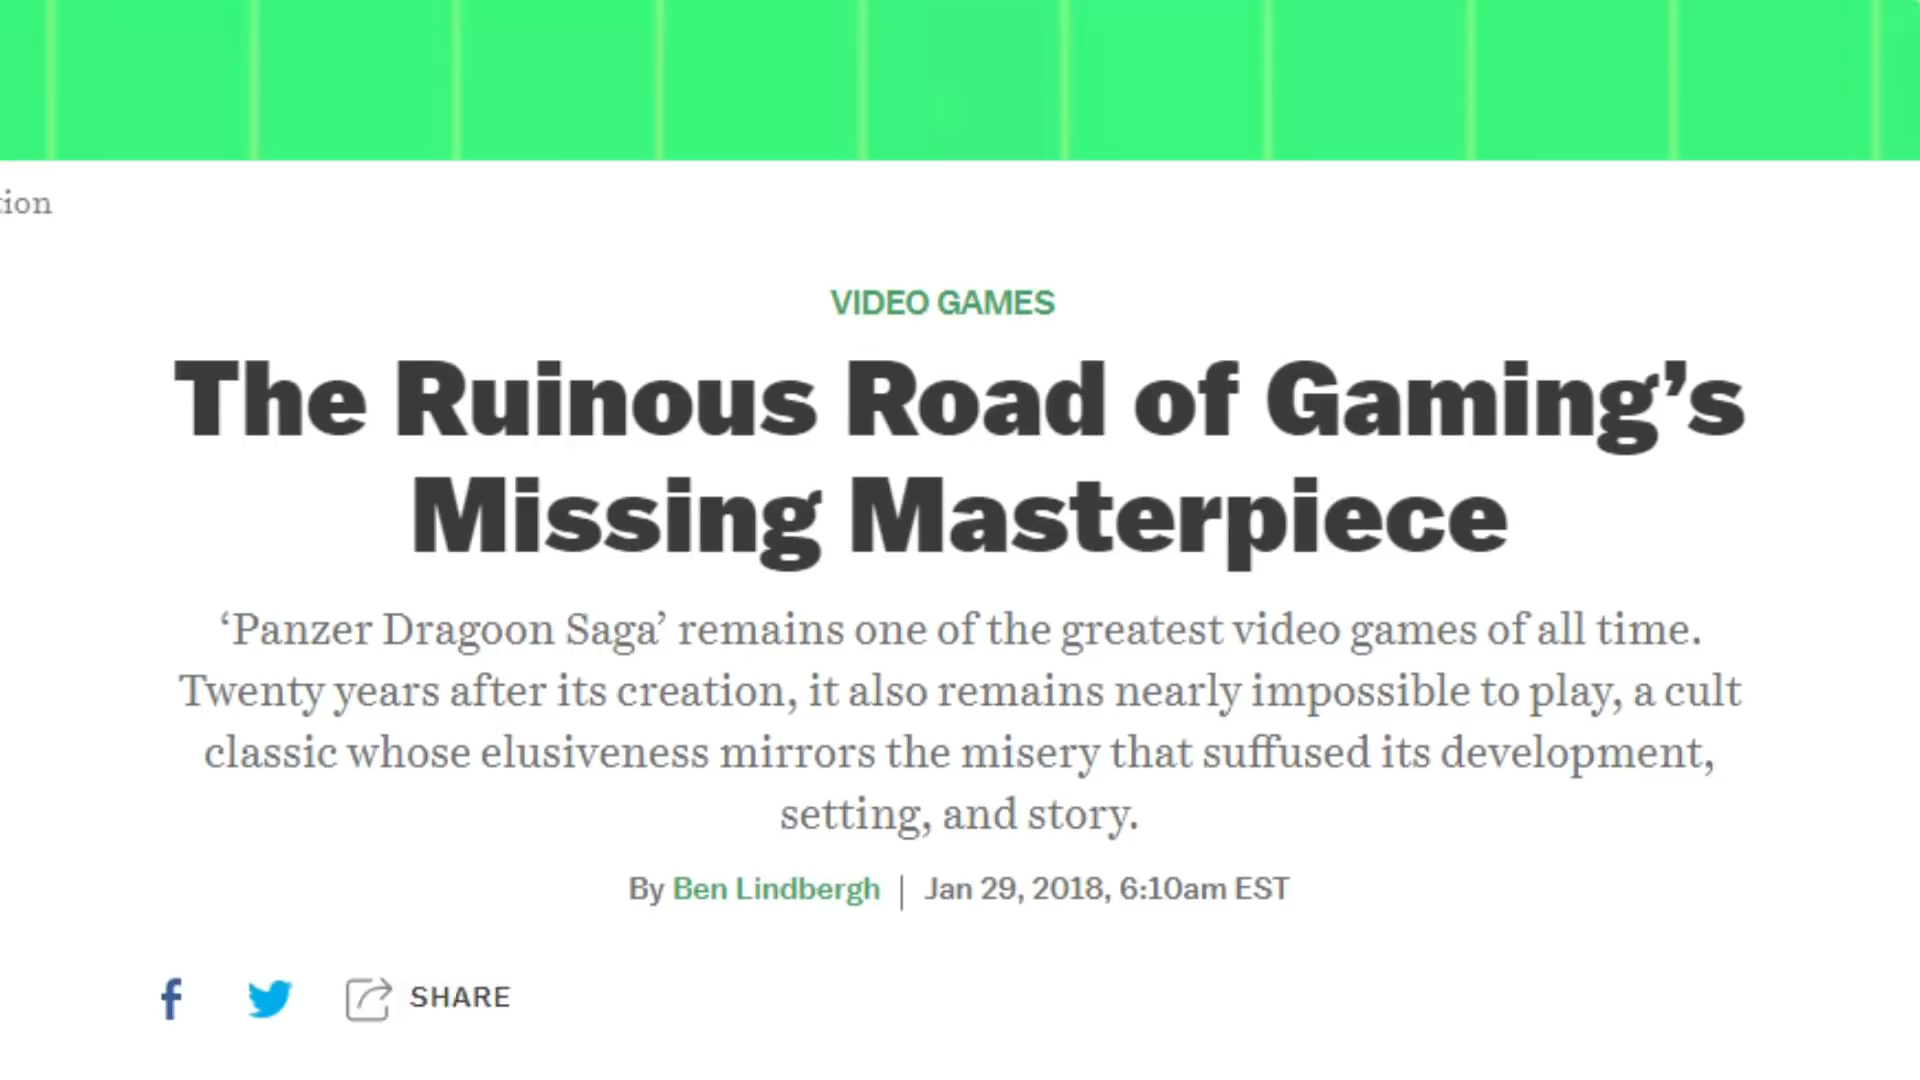 tion
VIDEO GAMES
The Ruinous Road of Gaming’s
Missing Masterpiece
‘Panzer Dragoon Saga’ remains one of the greatest video games of all time.
Twenty years after its creation, it also remains nearly impossible to play, a cult
classic whose elusiveness mirrors the misery that suffused its development,
setting, and story.
By Ben Lindbergh | Jan 29, 2018, 6:10am EST
SHARE